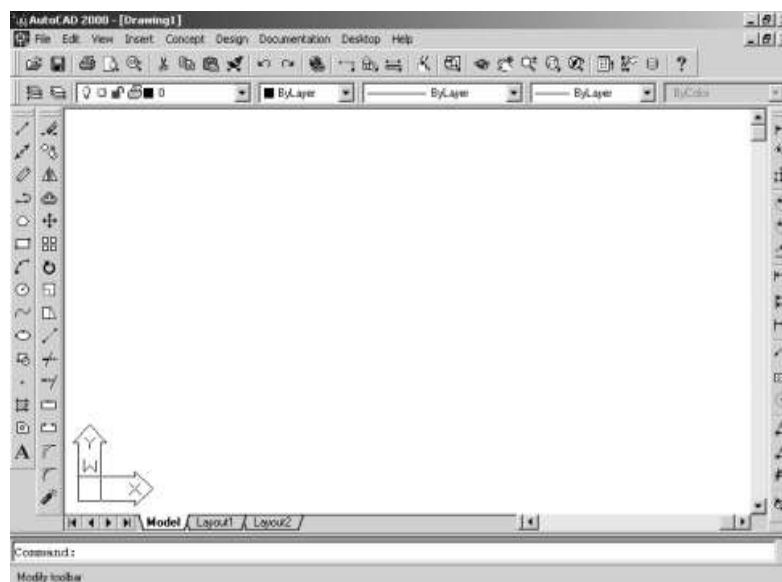 AutoCAD 2000 - [Drawing1]
File Edit View Insert Concept Design Documentation Desktop Help
0 ByLayer ByLayer ByLayer ByColor
A
Y
W
X
Model Layout1 Layout2
Command:
Modify toolbar